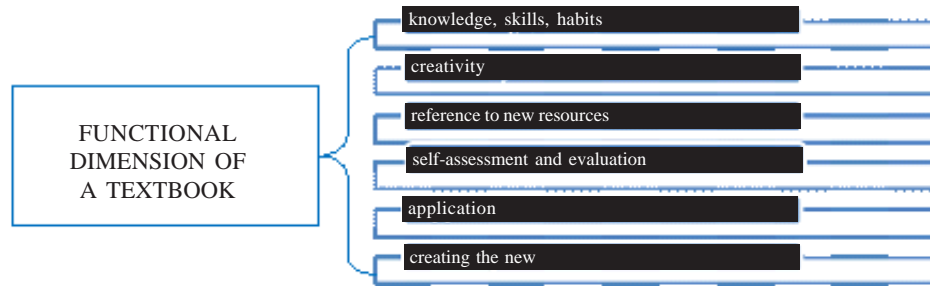 FUNCTIONAL
DIMENSION OF
A TEXTBOOK
knowledge, skills, habits
creativity
reference to new resources
self-assessment and evaluation
application
creating the new